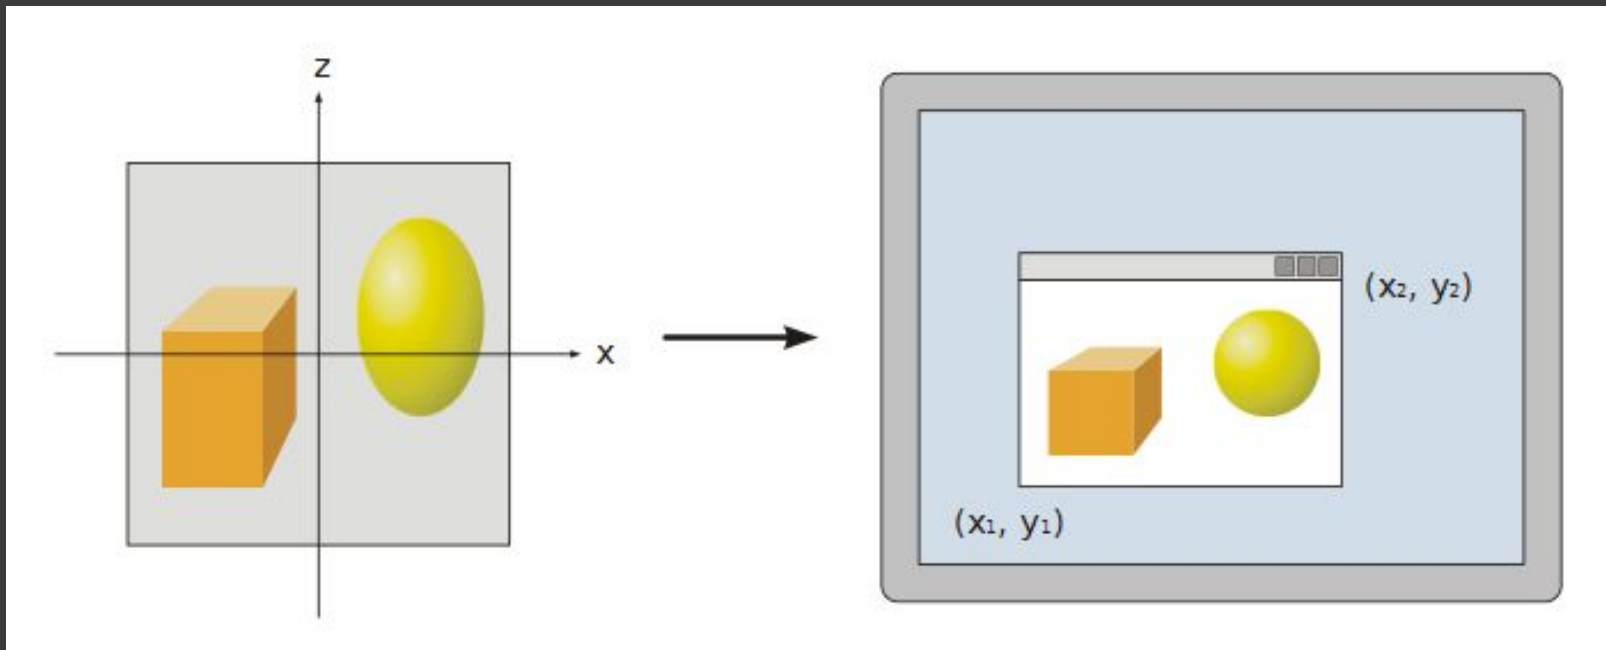 z
x
(x₂, y₂)
(x₁, y₁)